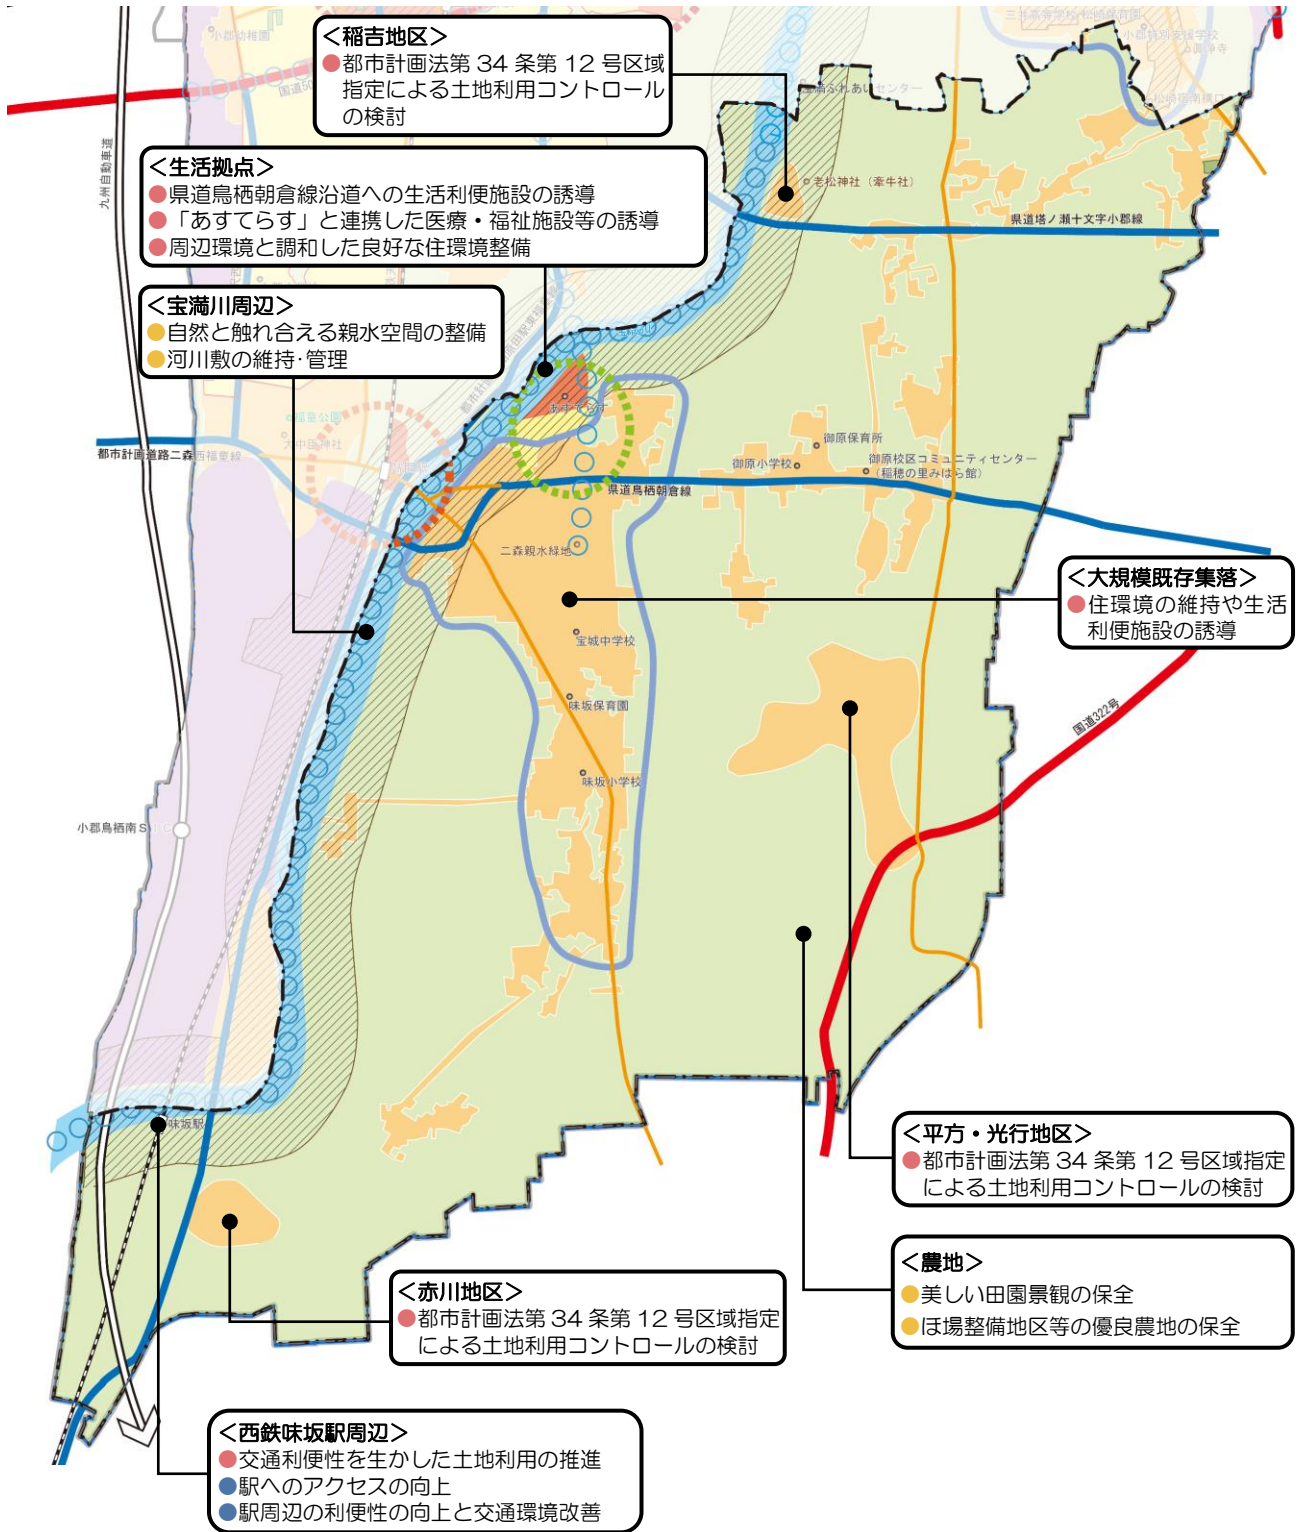 ＜稲吉地区＞
●都市計画法第 34 条第 12 号区域
指定による土地利用コントロール
の検討
＜生活拠点＞
●県道鳥栖朝倉線沿道への生活利便施設の誘導
●「あすてらす」と連携した医療・福祉施設等の誘導
●周辺環境と調和した良好な住環境整備
＜宝満川周辺＞
●自然と触れ合える親水空間の整備
●河川敷の維持・管理
小郡幼稚園
九州自動車道
老松神社（牽牛社）
県道塔ノ瀬十文字小郡線
あすてらす
福童公園
大中臣神社
都市計画道路二森西福童線
御原保育所
御原小学校
御原校区コミュニティセンター
（稲穂の里みはら館）
県道鳥栖朝倉線
二森親水緑地
＜大規模既存集落＞
●住環境の維持や生活
利便施設の誘導
宝城中学校
味坂保育園
国道322号
味坂小学校
小郡鳥栖南SIC
味坂駅
＜平方・光行地区＞
●都市計画法第 34 条第 12 号区域指定
による土地利用コントロールの検討
＜農地＞
●美しい田園景観の保全
●ほ場整備地区等の優良農地の保全
＜赤川地区＞
●都市計画法第 34 条第 12 号区域指定
による土地利用コントロールの検討
＜西鉄味坂駅周辺＞
●交通利便性を生かした土地利用の推進
●駅へのアクセスの向上
●駅周辺の利便性の向上と交通環境改善